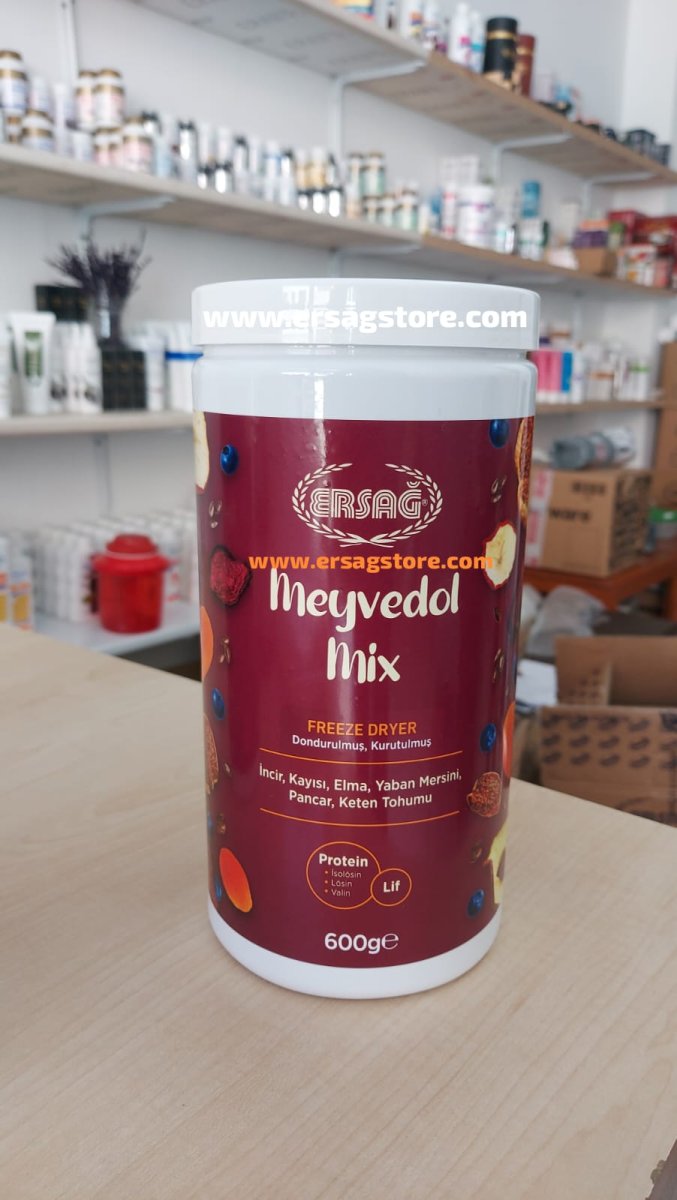 www.ersagstore.com
ERSAĞ®
www.ersagstore.com
Meyvedol
Mix
FREEZE DRYER
Dondurulmuş, Kurutulmuş
İncir, Kayısı, Elma, Yaban Mersini,
Pancar, Keten Tohumu
Protein
• İsolösin
• Lösin
• Valin
Lif
600g℮